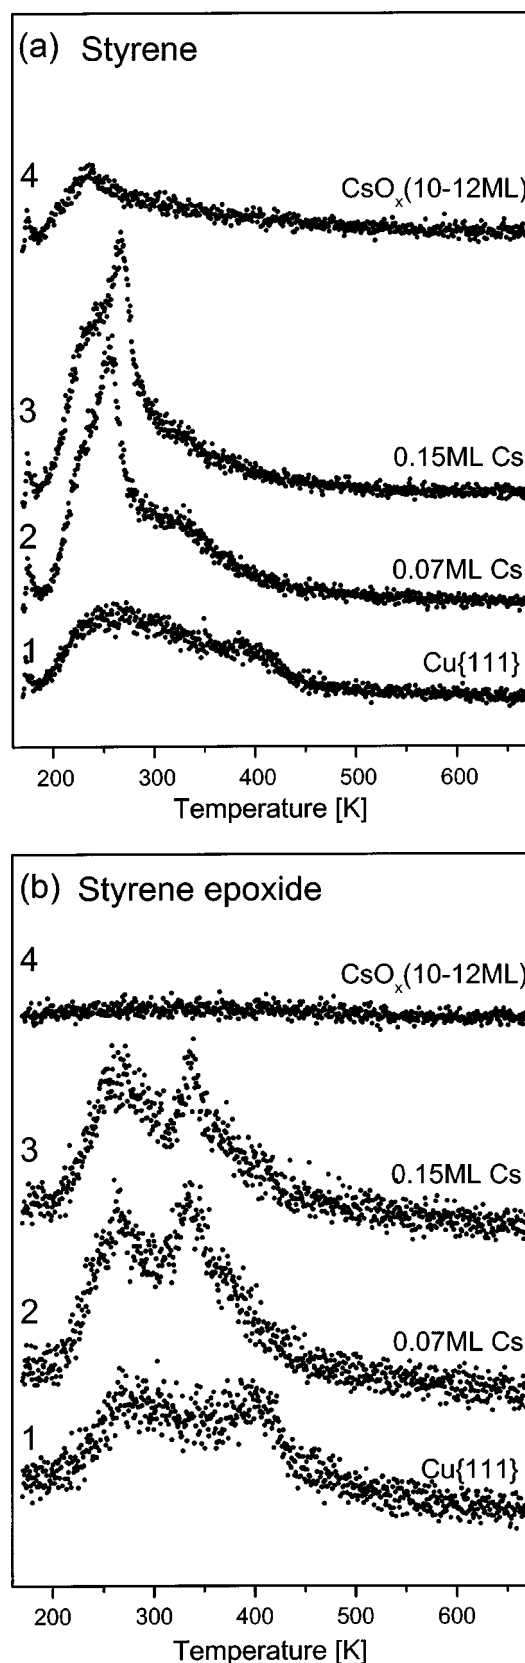 (a) Styrene
4
CsOₓ(10-12ML)
3
0.15ML Cs
2
0.07ML Cs
1
Cu{111}
200 300 400 500 600
Temperature [K]
(b) Styrene epoxide
4
CsOₓ(10-12ML)
3
0.15ML Cs
2
0.07ML Cs
1
Cu{111}
200 300 400 500 600
Temperature [K]